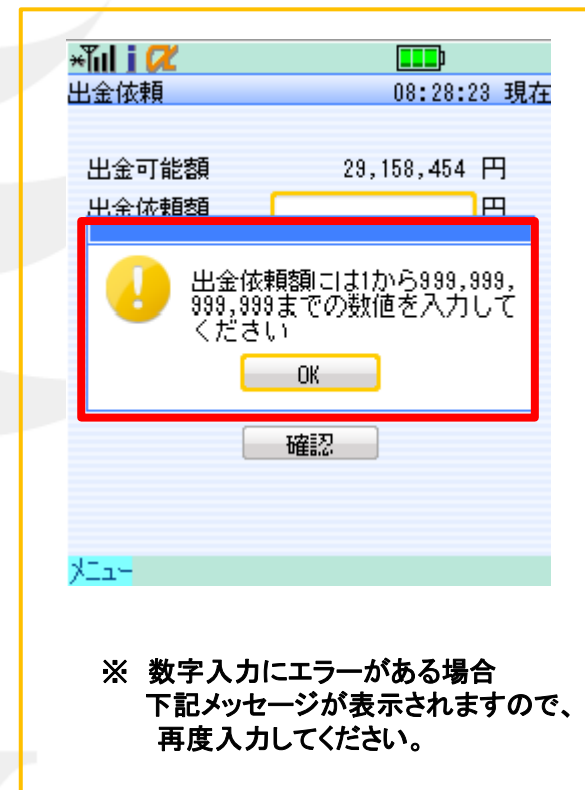 出金依頼 08:28:23 現在
出金可能額 29,158,454 円
出金依頼額 円
出金依頼額には1から999,999,
999,999までの数値を入力して
ください
OK
確認
メニュー
※ 数字入力にエラーがある場合
下記メッセージが表示されますので、
再度入力してください。